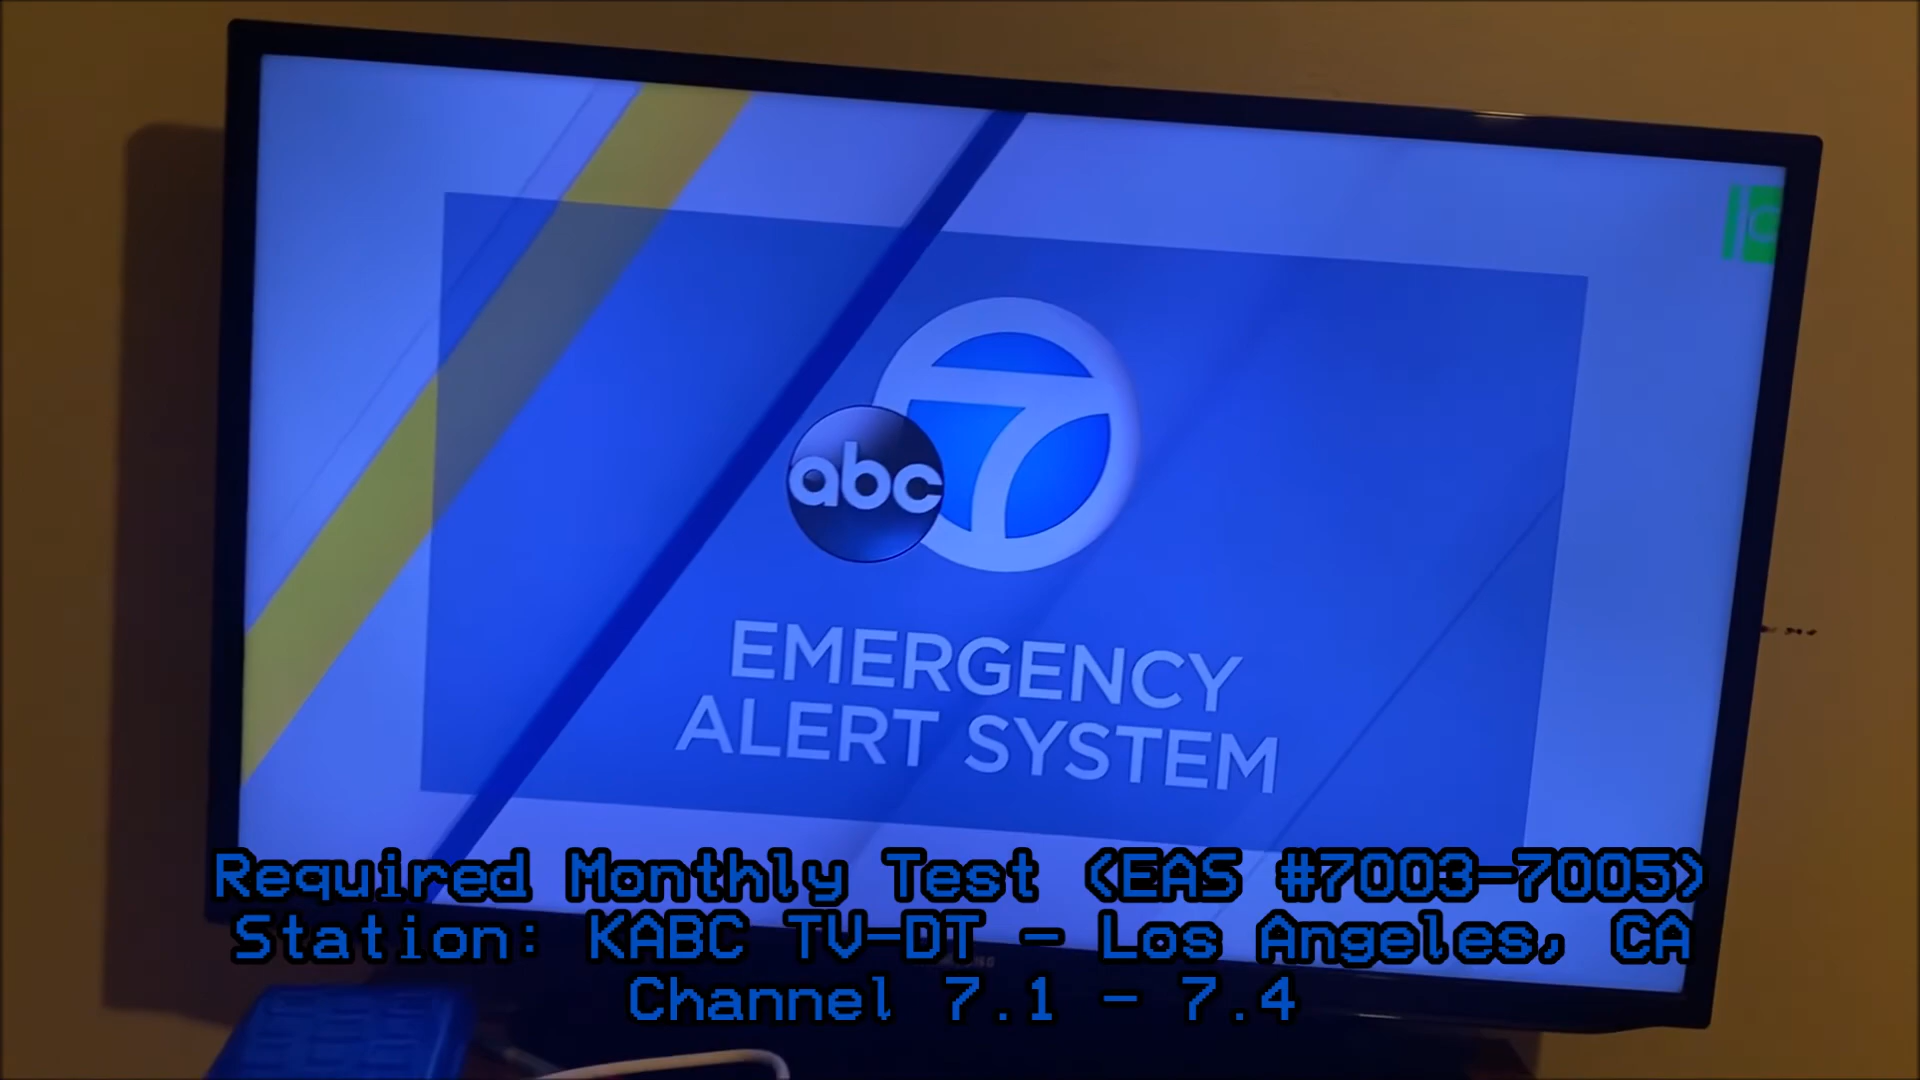 abc
7
EMERGENCY
ALERT SYSTEM
Required Monthly Test (EAS #7003-7005)
Station: KABC TV-DT - Los Angeles, CA
Channel 7.1 - 7.4